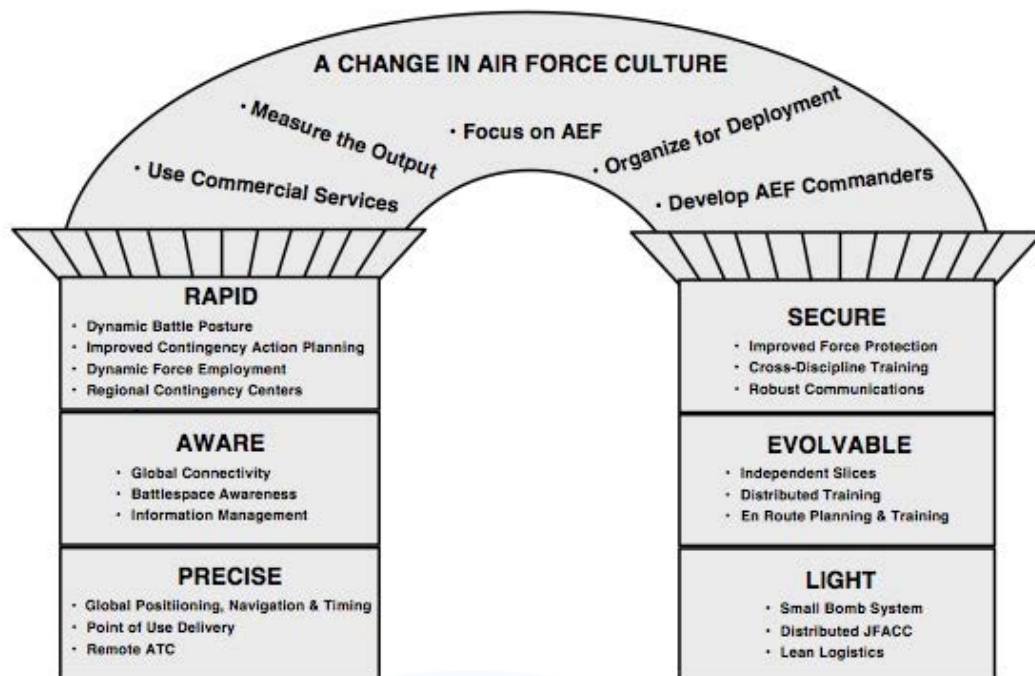 A CHANGE IN AIR FORCE CULTURE
· Measure the Output
· Use Commercial Services
· Focus on AEF
· Organize for Deployment
· Develop AEF Commanders
RAPID
· Dynamic Battle Posture
· Improved Contingency Action Planning
· Dynamic Force Employment
· Regional Contingency Centers
AWARE
· Global Connectivity
· Battlespace Awareness
· Information Management
PRECISE
· Global Positiioning, Navigation & Timing
· Point of Use Delivery
· Remote ATC
SECURE
· Improved Force Protection
· Cross-Discipline Training
· Robust Communications
EVOLVABLE
· Independent Slices
· Distributed Training
· En Route Planning & Training
LIGHT
· Small Bomb System
· Distributed JFACC
· Lean Logistics